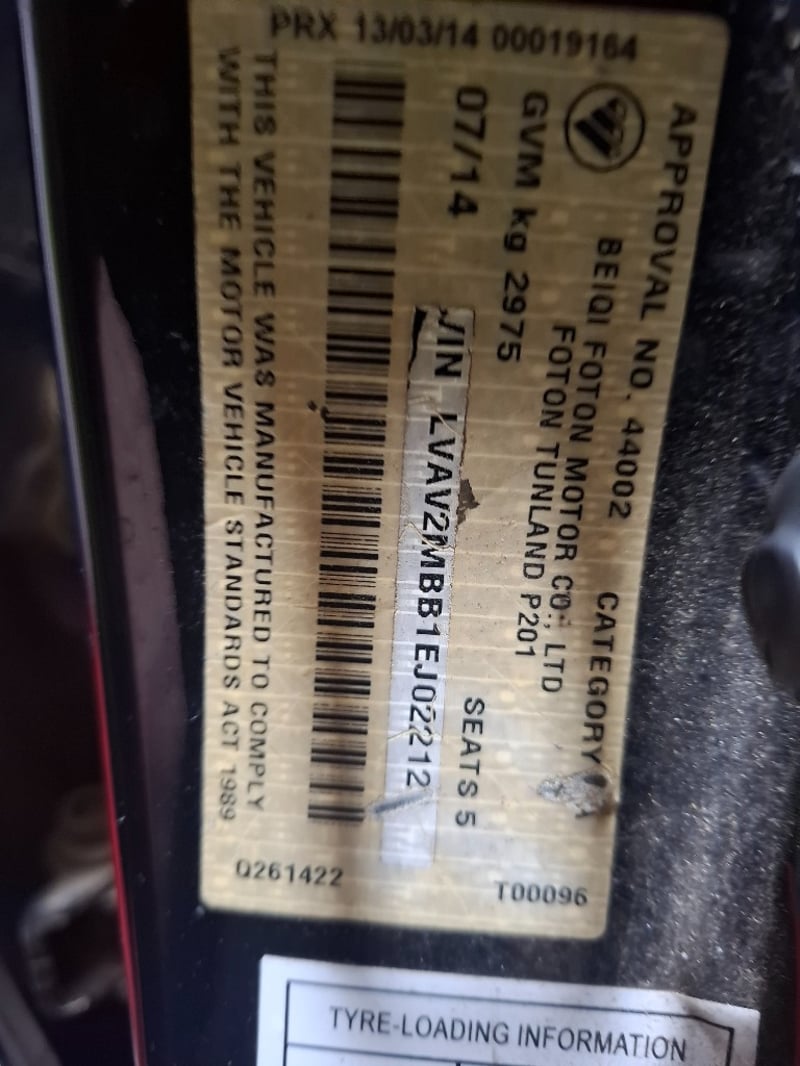 PRX 13/03/14 00019164
APPROVAL NO. 44002 CATEGORY
BEIQI FOTON MOTOR CO., LTD
FOTON TUNLAND P201
GVM kg 2975
07/14 SEATS 5
VIN LVAV2MBB1EJ02212
THIS VEHICLE WAS MANUFACTURED TO COMPLY
WITH THE MOTOR VEHICLE STANDARDS ACT 1989
Q261422
T00096
TYRE-LOADING INFORMATION